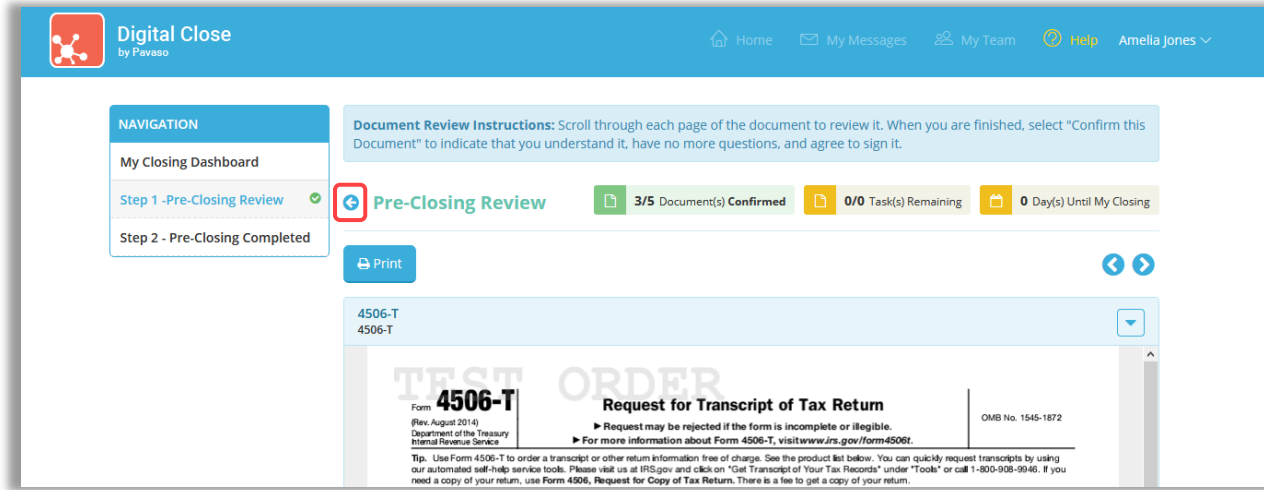 Digital Close
by Pavaso
Home
My Messages
My Team
Help
Amelia Jones
NAVIGATION
My Closing Dashboard
Step 1 -Pre-Closing Review
Step 2 - Pre-Closing Completed
Document Review Instructions: Scroll through each page of the document to review it. When you are finished, select "Confirm this
Document" to indicate that you understand it, have no more questions, and agree to sign it.
Pre-Closing Review
3/5 Document(s) Confirmed
0/0 Task(s) Remaining
0 Day(s) Until My Closing
Print
4506-T
4506-T
TEST ORDER
Form 4506-T
(Rev. August 2014)
Department of the Treasury
Internal Revenue Service
Request for Transcript of Tax Return
▶ Request may be rejected if the form is incomplete or illegible.
▶ For more information about Form 4506-T, visit www.irs.gov/form4506t.
OMB No. 1545-1872
Tip. Use Form 4506-T to order a transcript or other return information free of charge. See the product list below. You can quickly request transcripts by using
our automated self-help service tools. Please visit us at IRS.gov and click on "Get Transcript of Your Tax Records" under "Tools" or call 1-800-908-9946. If you
need a copy of your return, use Form 4506, Request for Copy of Tax Return. There is a fee to get a copy of your return.